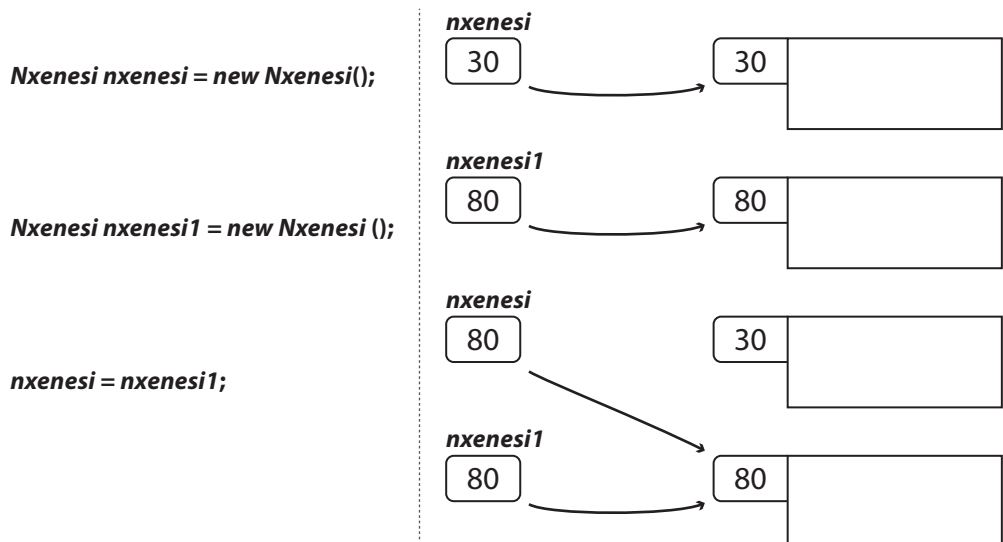 nxenesi
30 30
Nxenesi nxenesi = new Nxenesi();
nxenesi1
80 80
Nxenesi nxenesi1 = new Nxenesi ();
nxenesi
80 30
nxenesi = nxenesi1;
nxenesi1
80 80